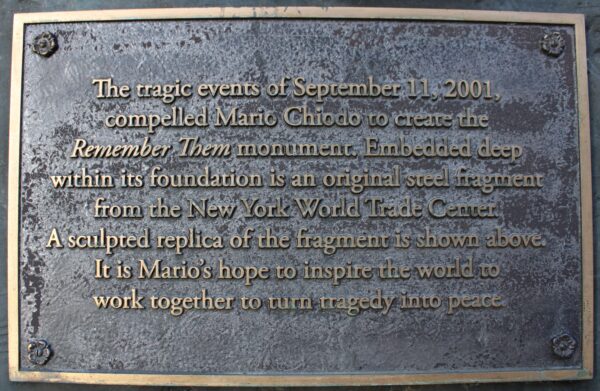 The tragic events of September 11, 2001,
compelled Mario Chiodo to create the
Remember Them monument. Embedded deep
within its foundation is an original steel fragment
from the New York World Trade Center.
A sculpted replica of the fragment is shown above.
It is Mario's hope to inspire the world to
work together to turn tragedy into peace.